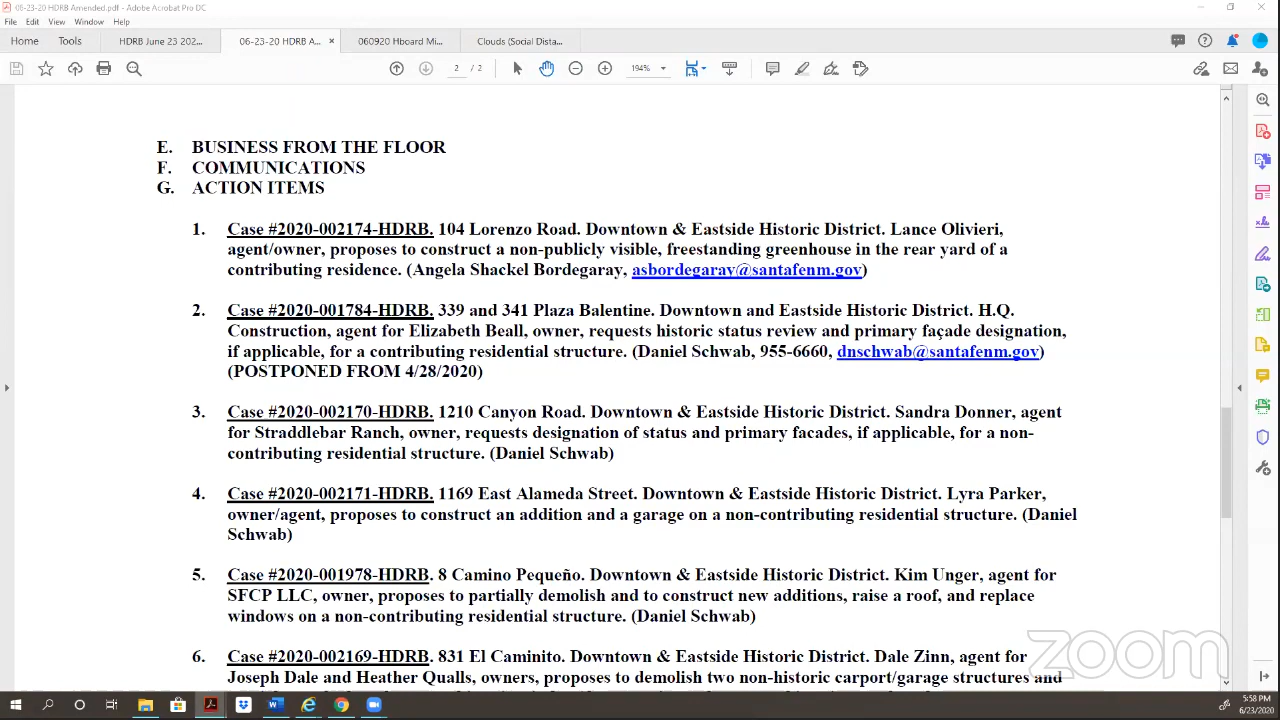 06-23-20 HDRB Amended.pdf - Adobe Acrobat Pro DC
File Edit View Window Help
Home Tools HDRB June 23 202... 06-23-20 HDRB A... × 060920 Hboard Mi... Clouds (Social Dista...
2 / 2 194%
E. BUSINESS FROM THE FLOOR
F. COMMUNICATIONS
G. ACTION ITEMS
1. Case #2020-002174-HDRB. 104 Lorenzo Road. Downtown & Eastside Historic District. Lance Olivieri,
agent/owner, proposes to construct a non-publicly visible, freestanding greenhouse in the rear yard of a
contributing residence. (Angela Shackel Bordegaray, asbordegaray@santafenm.gov)
2. Case #2020-001784-HDRB. 339 and 341 Plaza Balentine. Downtown and Eastside Historic District. H.Q.
Construction, agent for Elizabeth Beall, owner, requests historic status review and primary façade designation,
if applicable, for a contributing residential structure. (Daniel Schwab, 955-6660, dnschwab@santafenm.gov)
(POSTPONED FROM 4/28/2020)
3. Case #2020-002170-HDRB. 1210 Canyon Road. Downtown & Eastside Historic District. Sandra Donner, agent
for Straddlebar Ranch, owner, requests designation of status and primary facades, if applicable, for a non-
contributing residential structure. (Daniel Schwab)
4. Case #2020-002171-HDRB. 1169 East Alameda Street. Downtown & Eastside Historic District. Lyra Parker,
owner/agent, proposes to construct an addition and a garage on a non-contributing residential structure. (Daniel
Schwab)
5. Case #2020-001978-HDRB. 8 Camino Pequeño. Downtown & Eastside Historic District. Kim Unger, agent for
SFCP LLC, owner, proposes to partially demolish and to construct new additions, raise a roof, and replace
windows on a non-contributing residential structure. (Daniel Schwab)
6. Case #2020-002169-HDRB. 831 El Caminito. Downtown & Eastside Historic District. Dale Zinn, agent for
Joseph Dale and Heather Qualls, owners, proposes to demolish two non-historic carport/garage structures and
zoom
5:58 PM
6/23/2020